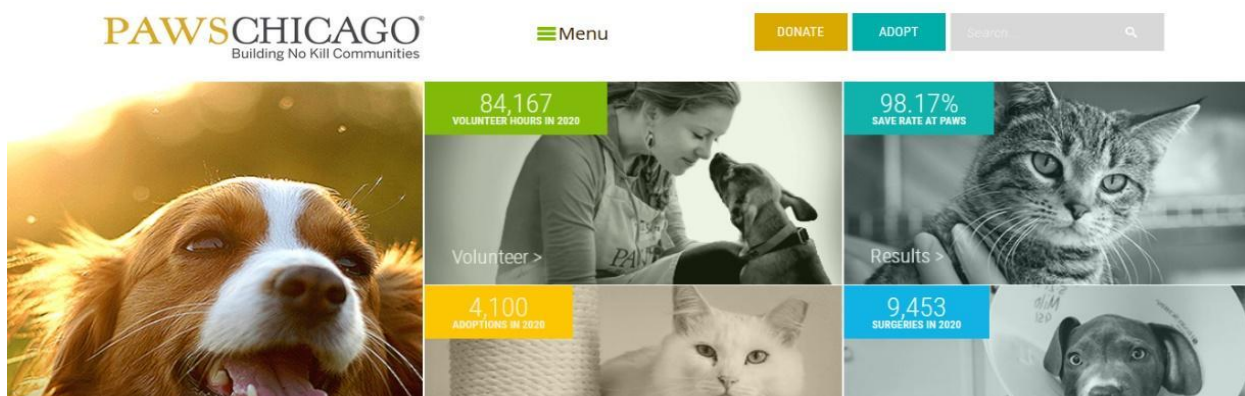 PAWSCHICAGO®
Building No Kill Communities
Menu
DONATE
ADOPT
Search...
84,167
VOLUNTEER HOURS IN 2020
Volunteer >
98.17%
SAVE RATE AT PAWS
Results >
4,100
ADOPTIONS IN 2020
9,453
SURGERIES IN 2020
PAWS